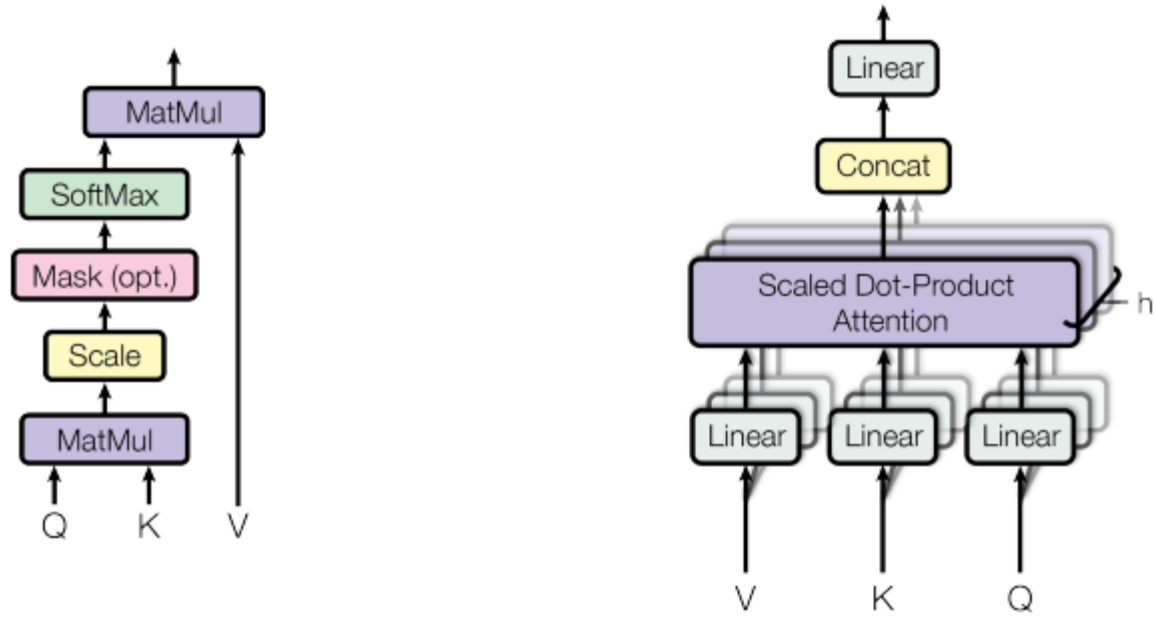 MatMul
SoftMax
Mask (opt.)
Scale
MatMul
Q K V
Linear
Concat
Scaled Dot-Product
Attention
h
Linear Linear Linear
V K Q